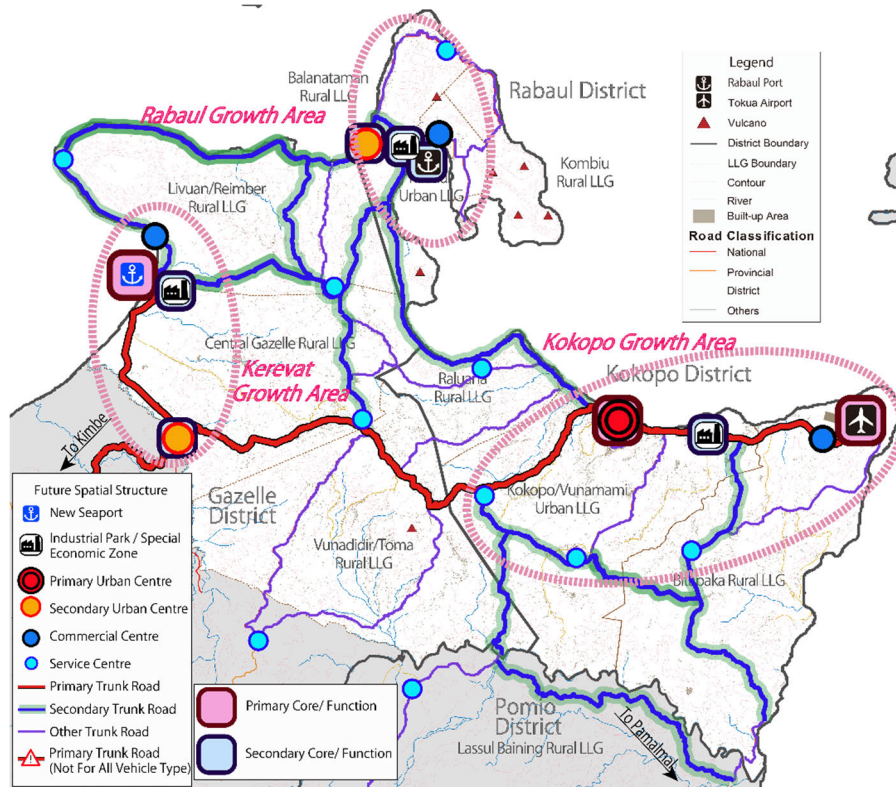 Balanataman
Rural LLG
Rabaul District
Rabaul Growth Area
Livuan/Reimber
Rural LLG
Urban LLG
Kombiu
Rural LLG
Legend
Rabaul Port
Tokua Airport
Vulcano
District Boundary
LLG Boundary
Contour
River
Built-up Area
Road Classification
National
Provincial
District
Others
Central Gazelle Rural LLG
Kerevat
Growth Area
Kokopo Growth Area
Kokopo District
Raluana
Rural LLG
To Kimbe
Gazelle
District
Kokopo/Vunamami
Urban LLG
Vunadidir/Toma
Rural LLG
Bitapaka Rural LLG
Pomio
District
Lassul Baining Rural LLG
To Pamalmal
Future Spatial Structure
New Seaport
Industrial Park / Special
Economic Zone
Primary Urban Centre
Secondary Urban Centre
Commercial Centre
Service Centre
Primary Trunk Road
Secondary Trunk Road
Other Trunk Road
Primary Trunk Road
(Not For All Vehicle Type)
Primary Core/ Function
Secondary Core/ Function